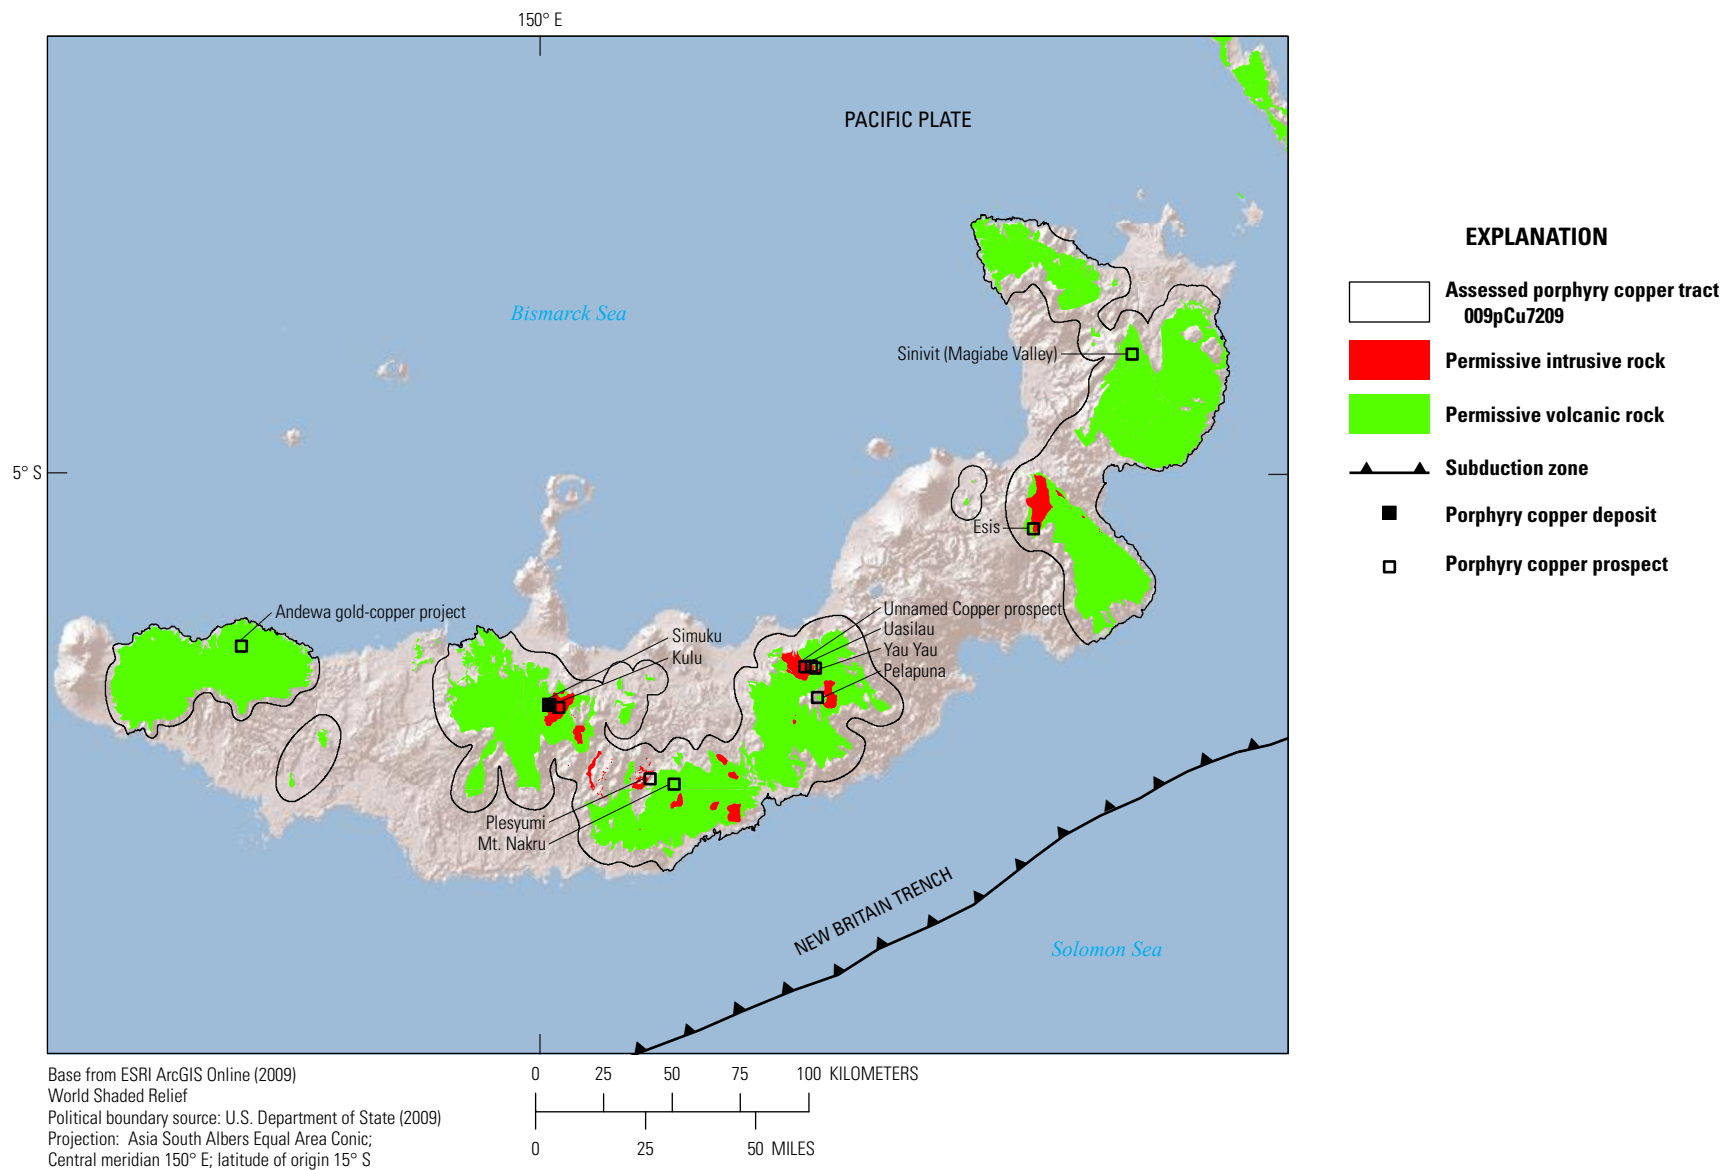 150° E
PACIFIC PLATE
Bismarck Sea
Sinivit (Magiabe Valley)
5° S
Esis
Andewa gold-copper project
Simuku
Kulu
Unnamed Copper prospect
Uasilau
Yau Yau
Pelapuna
Plesyumi
Mt. Nakru
NEW BRITAIN TRENCH
Solomon Sea
EXPLANATION
Assessed porphyry copper tract
009pCu7209
Permissive intrusive rock
Permissive volcanic rock
Subduction zone
Porphyry copper deposit
Porphyry copper prospect
Base from ESRI ArcGIS Online (2009)
World Shaded Relief
Political boundary source: U.S. Department of State (2009)
Projection: Asia South Albers Equal Area Conic;
Central meridian 150° E; latitude of origin 15° S
0 25 50 75 100 KILOMETERS
0 25 50 MILES